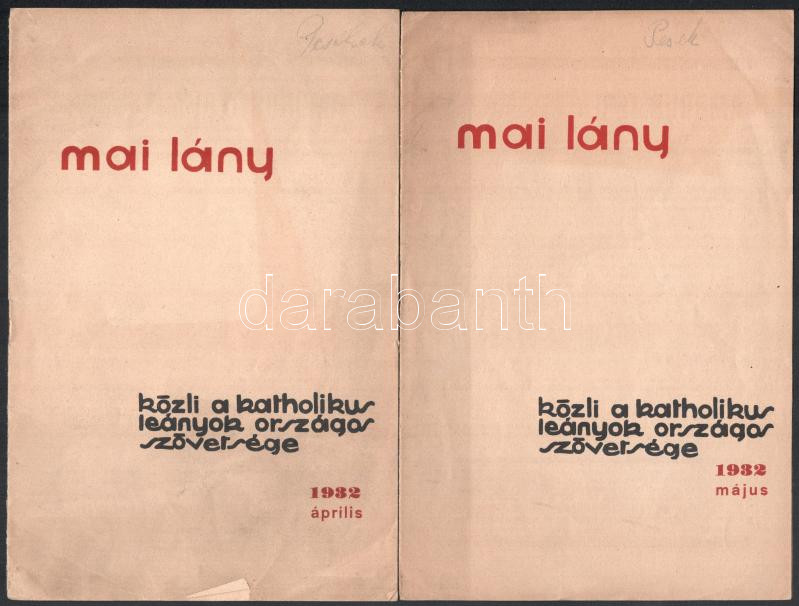 mai lány
közli a katholikus
leányok országos
szövetsége
1932
április
Pesek
mai lány
közli a katholikus
leányok országos
szövetsége
1932
május
darabanth